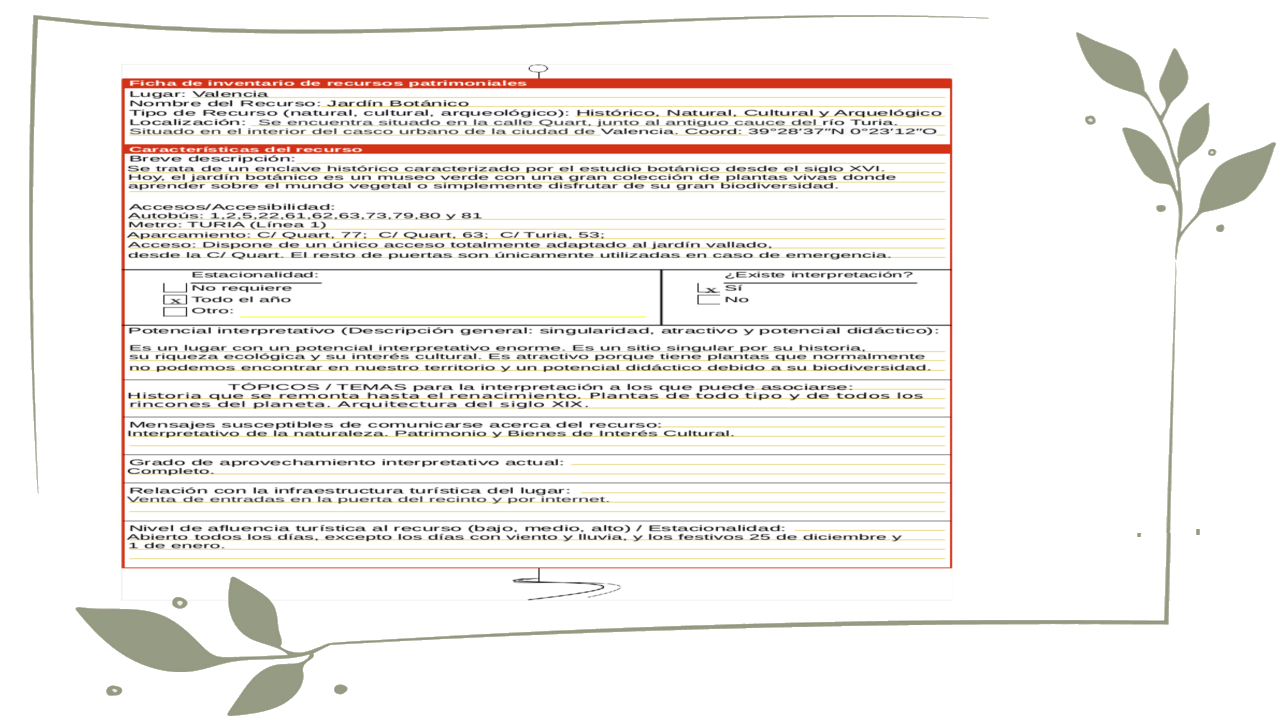 Ficha de inventario de recursos patrimoniales
Lugar: Valencia
Nombre del Recurso: Jardín Botánico
Tipo de Recurso (natural, cultural, arqueológico): Histórico, Natural, Cultural y Arquelógico
Localización: Se encuentra situado en la calle Quart, junto al antiguo cauce del río Turia.
Situado en el interior del casco urbano de la ciudad de Valencia. Coord: 39°28'37"N 0°23'12"O
Características del recurso
Breve descripción:
Se trata de un enclave histórico caracterizado por el estudio botánico desde el siglo XVI.
Hoy, el jardín botánico es un museo verde con una gran colección de plantas vivas donde
aprender sobre el mundo vegetal o simplemente disfrutar de su gran biodiversidad.
Accesos/Accesibilidad:
Autobús: 1,2,5,22,61,62,63,73,79,80 y 81
Metro: TURIA (Línea 1)
Aparcamiento: C/ Quart, 77; C/ Quart, 63; C/ Turia, 53;
Acceso: Dispone de un único acceso totalmente adaptado al jardín vallado,
desde la C/ Quart. El resto de puertas son únicamente utilizadas en caso de emergencia.
Estacionalidad:
No requiere
x Todo el año
Otro:
¿Existe interpretación?
x Sí
No
Potencial interpretativo (Descripción general: singularidad, atractivo y potencial didáctico):
Es un lugar con un potencial interpretativo enorme. Es un sitio singular por su historia,
su riqueza ecológica y su interés cultural. Es atractivo porque tiene plantas que normalmente
no podemos encontrar en nuestro territorio y un potencial didáctico debido a su biodiversidad.
TÓPICOS / TEMAS para la interpretación a los que puede asociarse:
Historia que se remonta hasta el renacimiento. Plantas de todo tipo y de todos los
rincones del planeta. Arquitectura del siglo XIX.
Mensajes susceptibles de comunicarse acerca del recurso:
Interpretativo de la naturaleza. Patrimonio y Bienes de Interés Cultural.
Grado de aprovechamiento interpretativo actual:
Completo.
Relación con la infraestructura turística del lugar:
Venta de entradas en la puerta del recinto y por internet.
Nivel de afluencia turística al recurso (bajo, medio, alto) / Estacionalidad:
Abierto todos los días, excepto los días con viento y lluvia, y los festivos 25 de diciembre y
1 de enero.